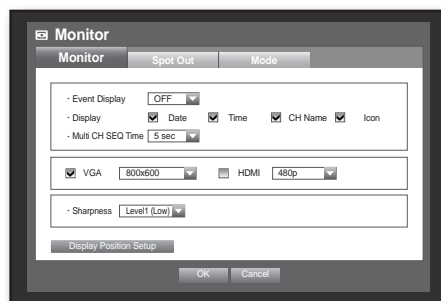 Monitor
Monitor Spot Out Mode
· Event Display OFF
· Display Date Time CH Name Icon
· Multi CH SEQ Time 5 sec
VGA 800x600 HDMI 480p
· Sharpness Level1 (Low)
Display Position Setup
OK Cancel